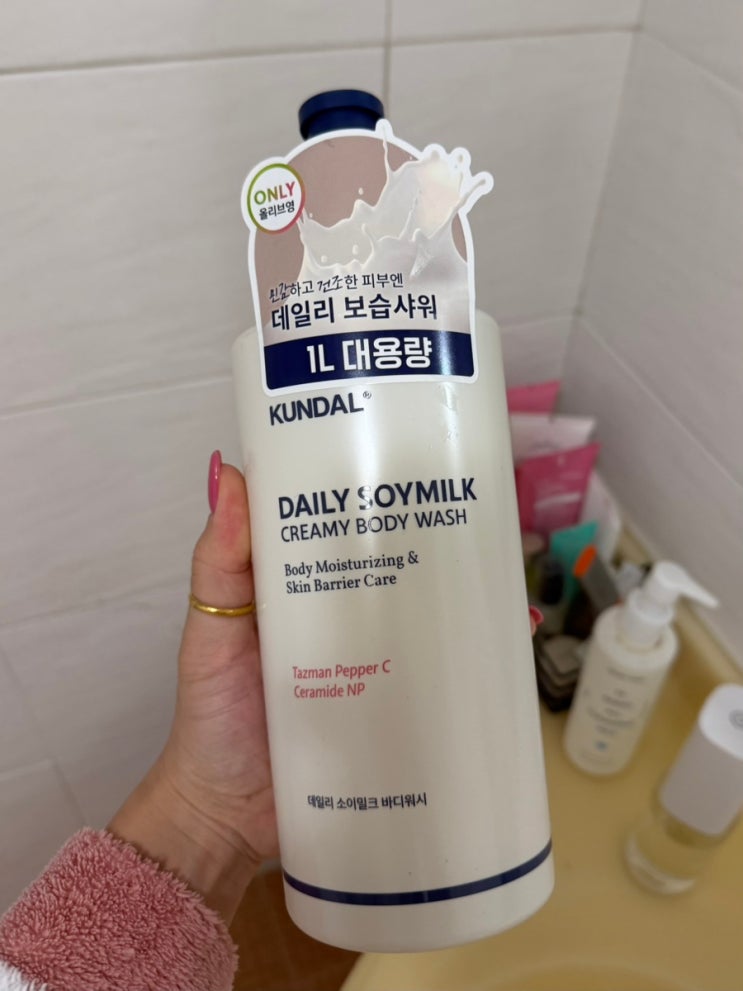 ONLY
올리브영
민감하고 건조한 피부엔
데일리 보습샤워
1L 대용량
KUNDAL®
DAILY SOYMILK
CREAMY BODY WASH
Body Moisturizing &
Skin Barrier Care
Tazman Pepper C
Ceramide NP
데일리 소이밀크 바디워시